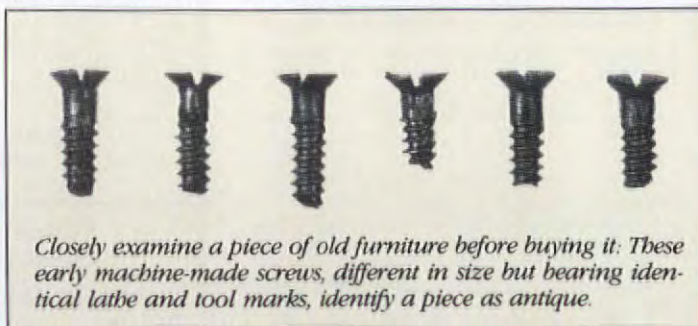 Closely examine a piece of old furniture before buying it: These
early machine-made screws, different in size but bearing iden-
tical lathe and tool marks, identify a piece as antique.